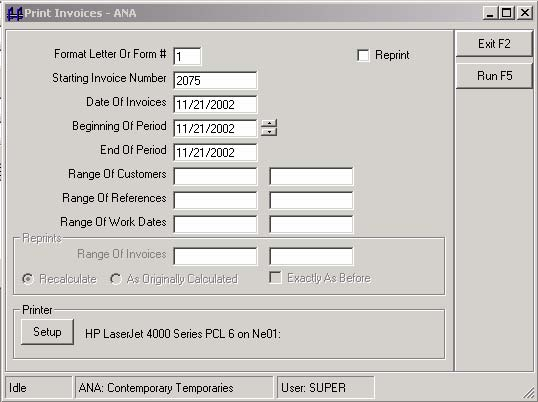 Print Invoices - ANA
Format Letter Or Form # 1 Reprint Exit F2
Starting Invoice Number 2075 Run F5
Date Of Invoices 11/21/2002
Beginning Of Period 11/21/2002
End Of Period 11/21/2002
Range Of Customers
Range Of References
Range Of Work Dates
Reprints
Range Of Invoices
Recalculate As Originally Calculated Exactly As Before
Printer
Setup HP LaserJet 4000 Series PCL 6 on Ne01:
Idle ANA: Contemporary Temporaries User: SUPER